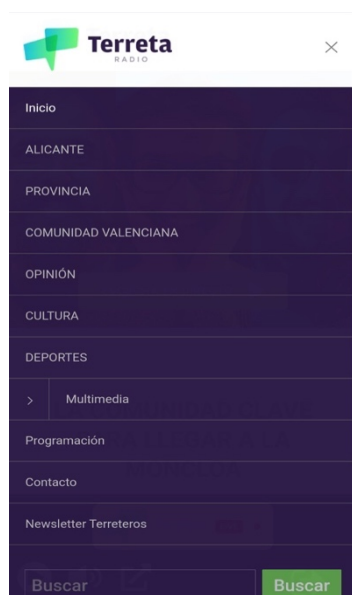 Terreta
RADIO
Inicio
ALICANTE
PROVINCIA
COMUNIDAD VALENCIANA
OPINIÓN
CULTURA
DEPORTES
Multimedia
Programación
Contacto
Newsletter Terreteros
Buscar
Buscar